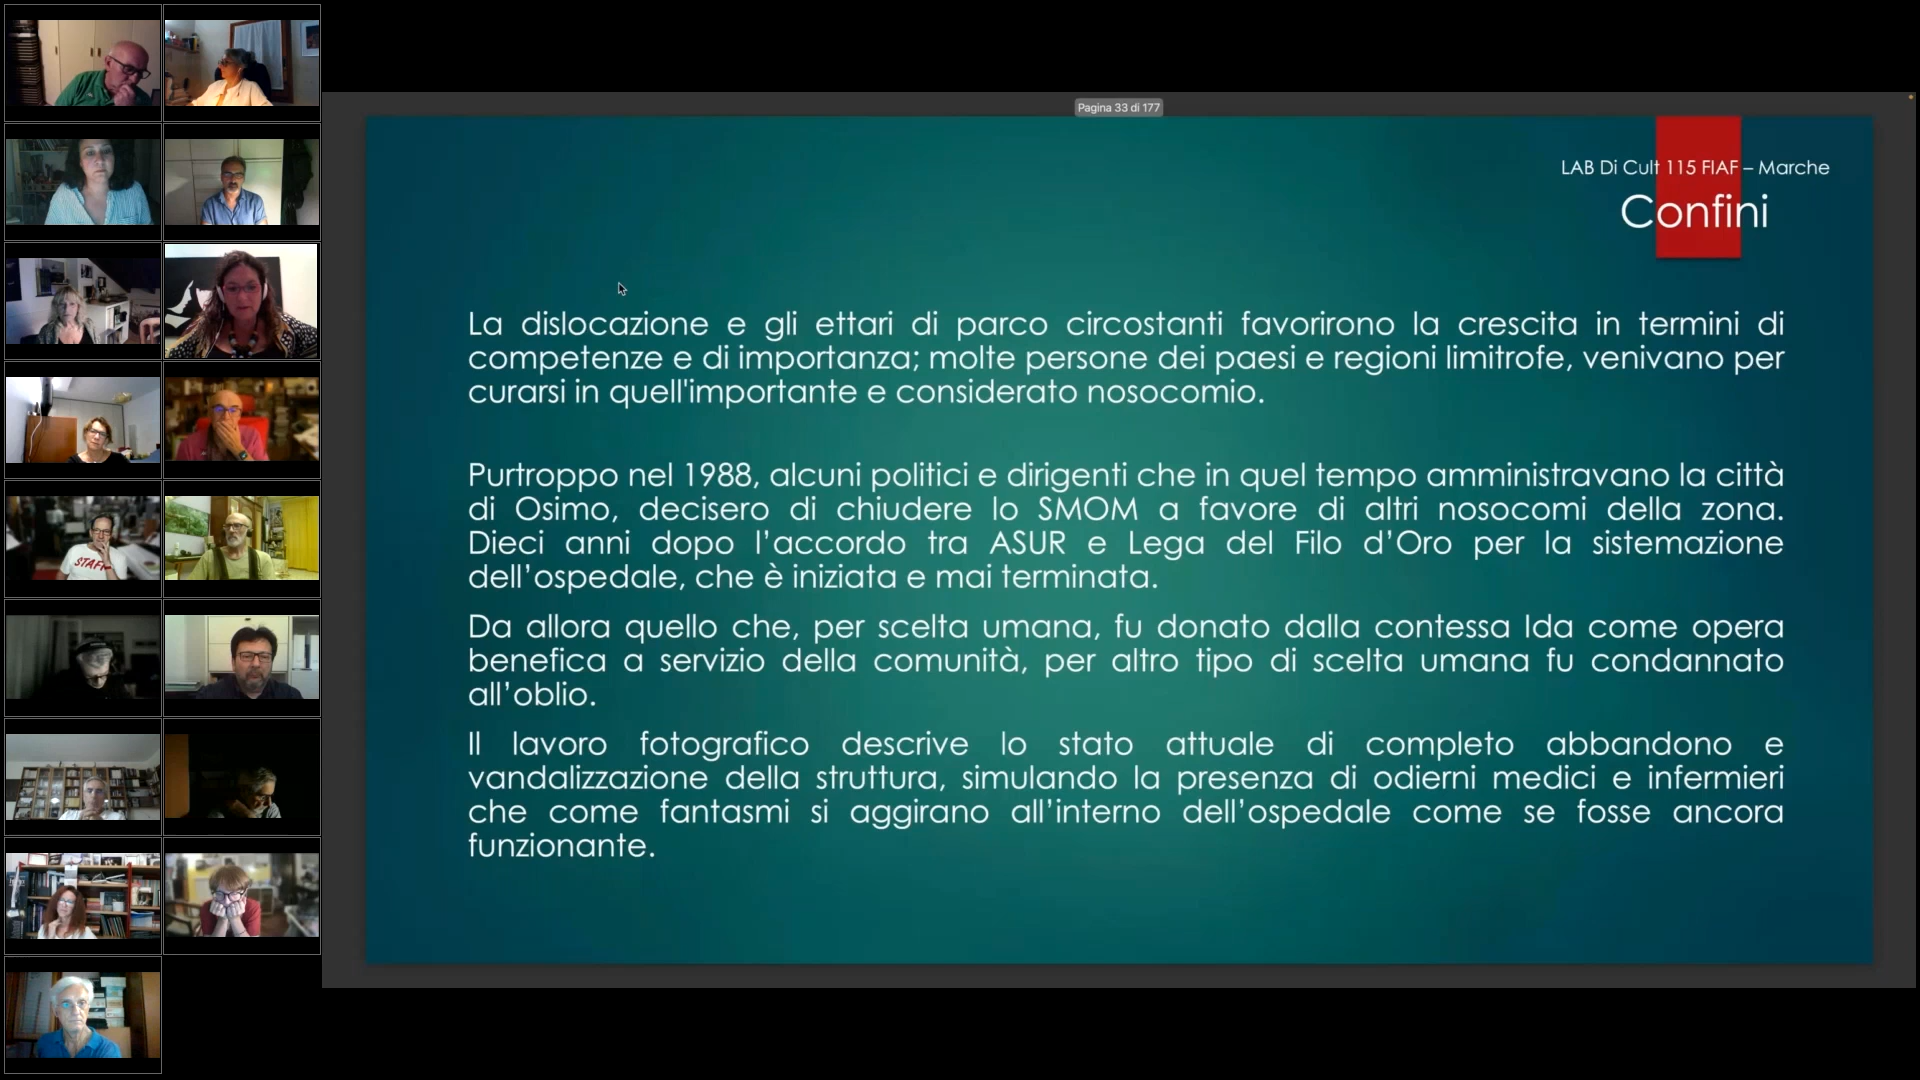 Pagina 33 di 177
LAB Di Cult 115 FIAF – Marche
Confini
La dislocazione e gli ettari di parco circostanti favorirono la crescita in termini di
competenze e di importanza; molte persone dei paesi e regioni limitrofe, venivano per
curarsi in quell'importante e considerato nosocomio.
Purtroppo nel 1988, alcuni politici e dirigenti che in quel tempo amministravano la città
di Osimo, decisero di chiudere lo SMOM a favore di altri nosocomi della zona.
Dieci anni dopo l’accordo tra ASUR e Lega del Filo d’Oro per la sistemazione
dell’ospedale, che è iniziata e mai terminata.
Da allora quello che, per scelta umana, fu donato dalla contessa Ida come opera
benefica a servizio della comunità, per altro tipo di scelta umana fu condannato
all’oblio.
Il lavoro fotografico descrive lo stato attuale di completo abbandono e
vandalizzazione della struttura, simulando la presenza di odierni medici e infermieri
che come fantasmi si aggirano all’interno dell’ospedale come se fosse ancora
funzionante.
STAFF